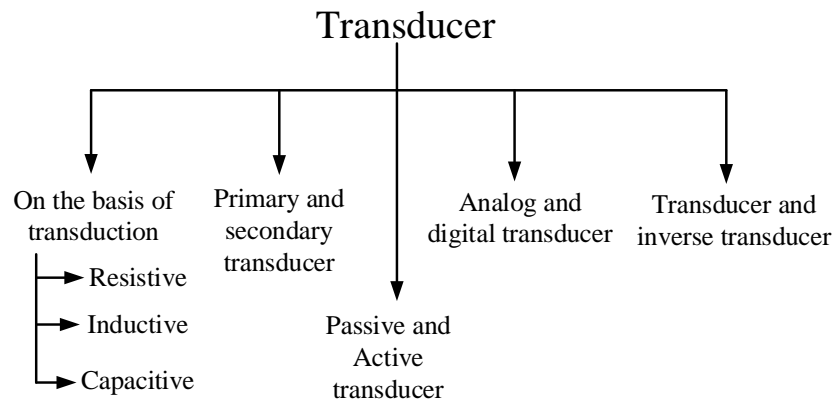 Transducer
On the basis of
transduction
Resistive
Inductive
Capacitive
Primary and
secondary
transducer
Passive and
Active
transducer
Analog and
digital transducer
Transducer and
inverse transducer